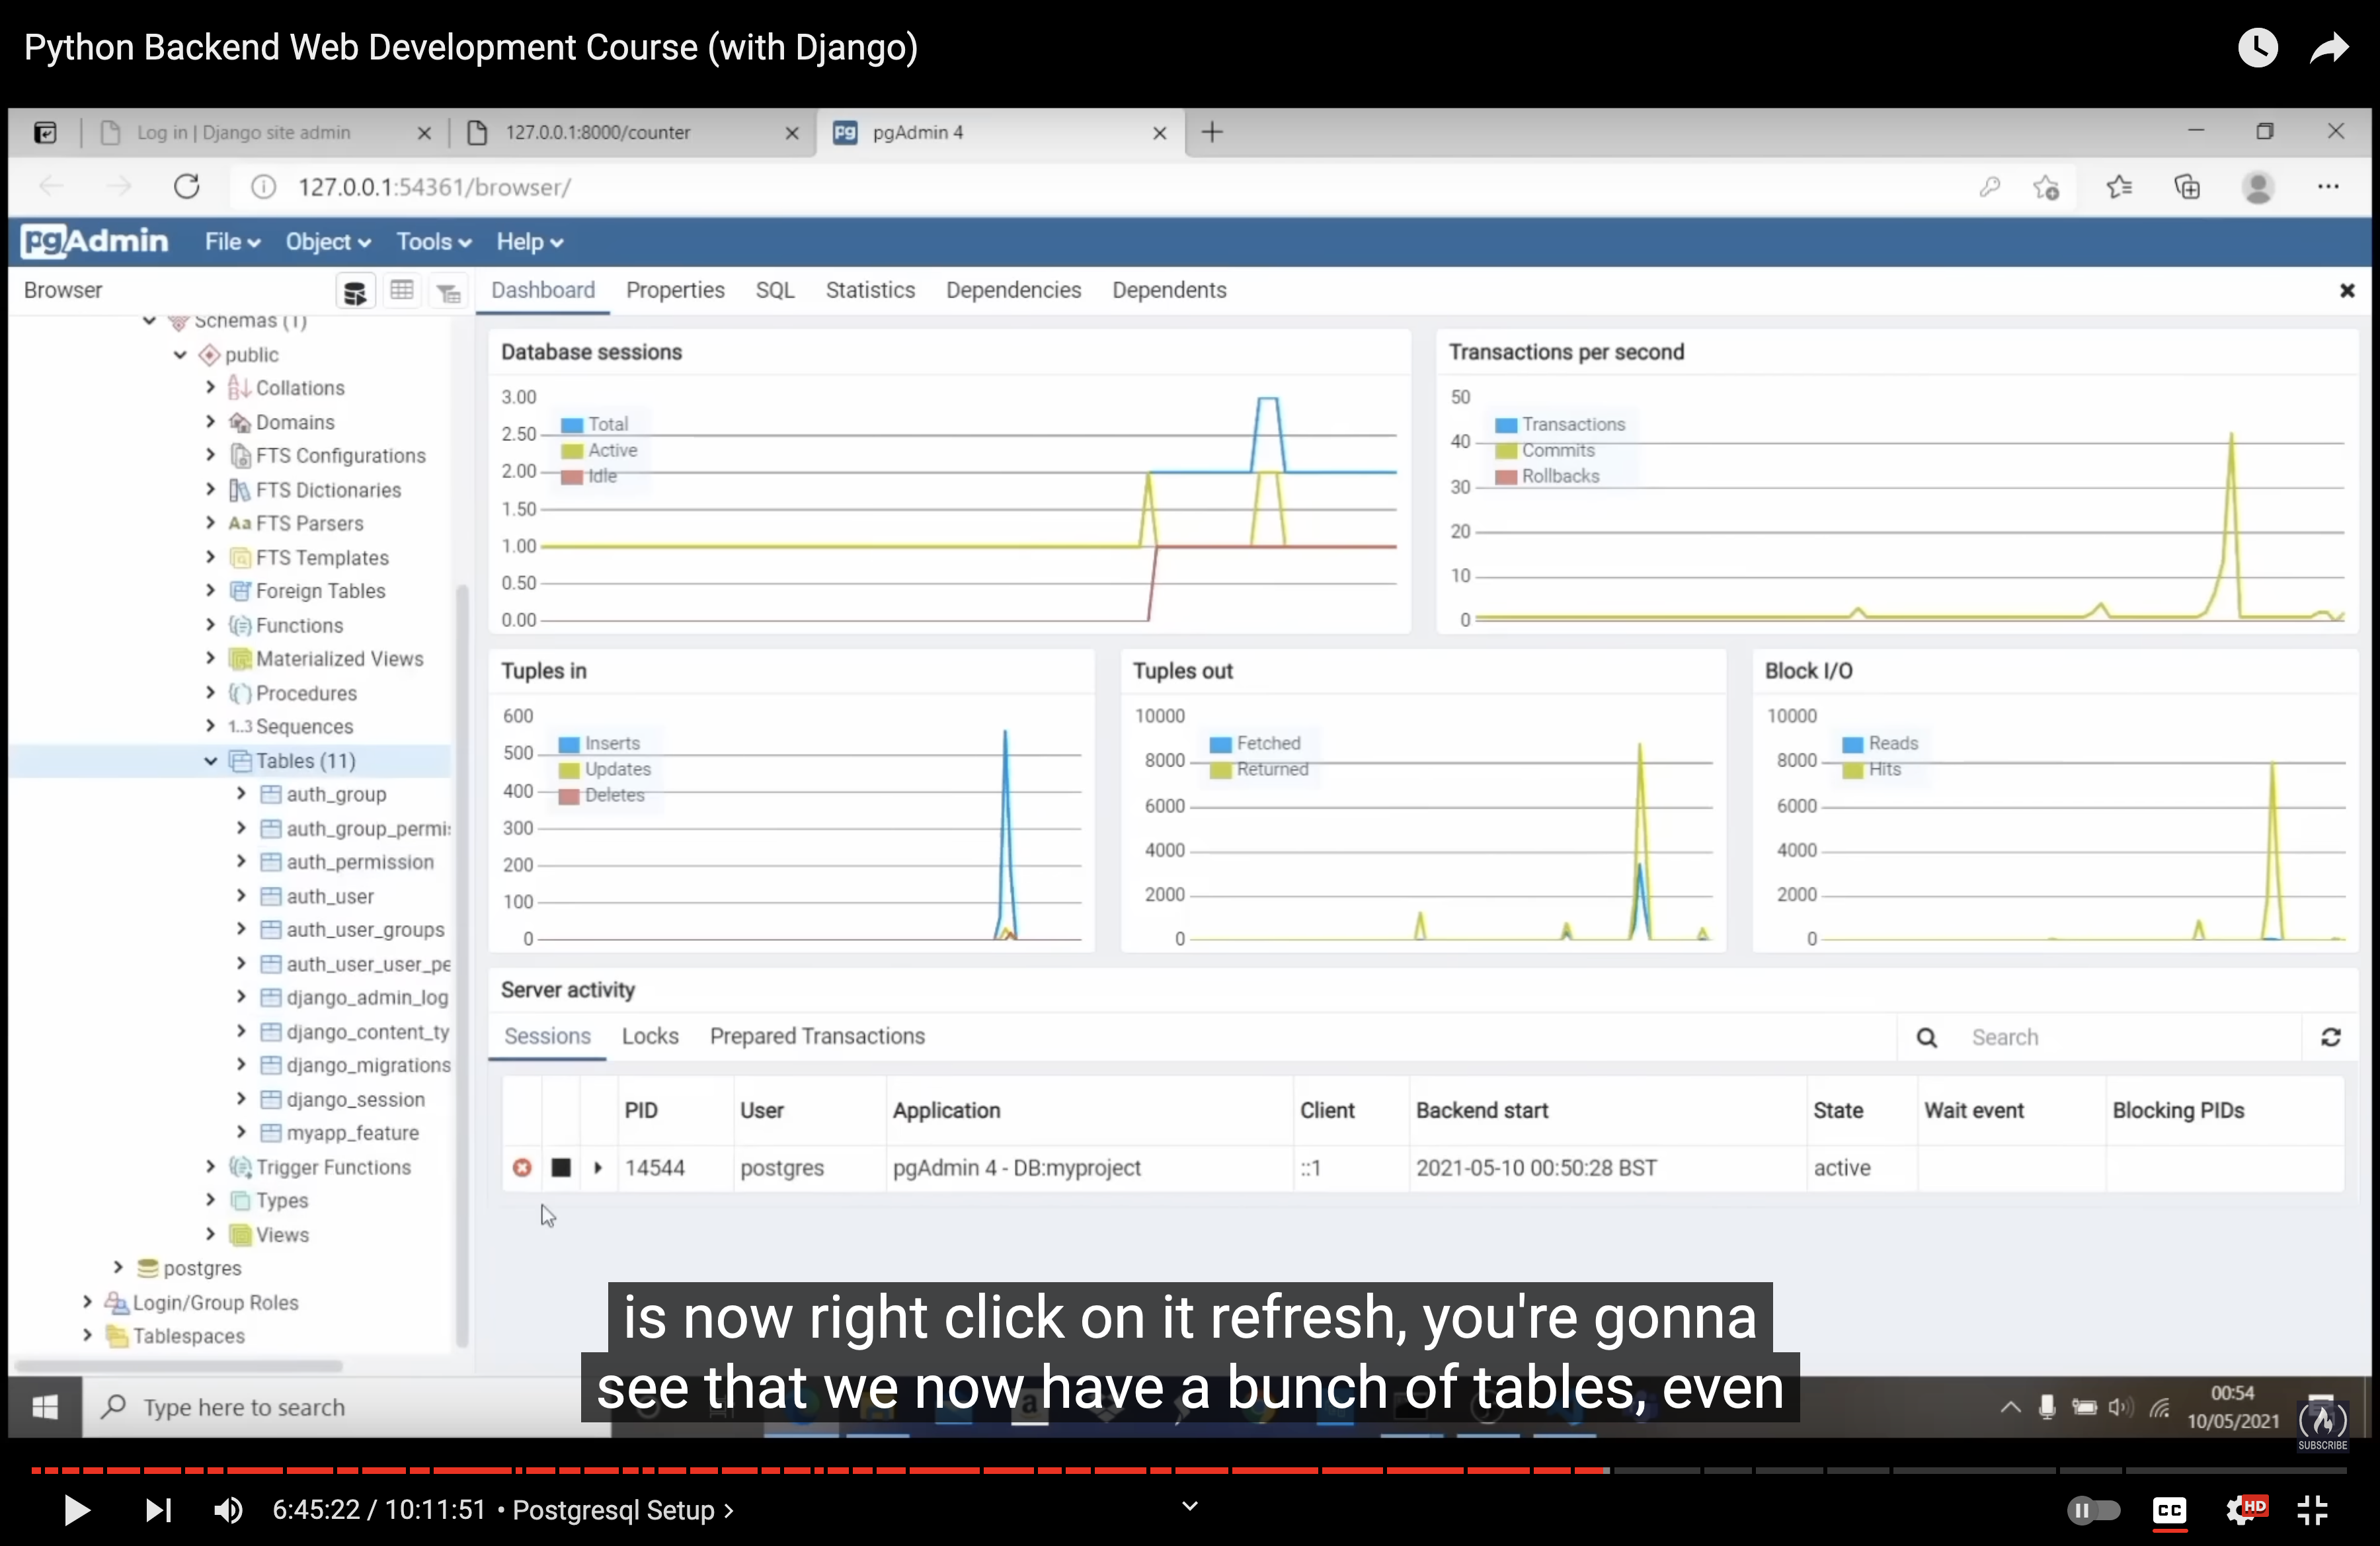 Python Backend Web Development Course (with Django)
Log in | Django site admin
127.0.0.1:8000/counter
pgAdmin 4
127.0.0.1:54361/browser/
pgAdmin
File
Object
Tools
Help
Browser
Dashboard
Properties
SQL
Statistics
Dependencies
Dependents
Schemas (1)
public
Collations
Domains
FTS Configurations
FTS Dictionaries
Aa FTS Parsers
FTS Templates
Foreign Tables
Functions
Materialized Views
Procedures
1..3 Sequences
Tables (11)
auth_group
auth_group_permis
auth_permission
auth_user
auth_user_groups
auth_user_user_pe
django_admin_log
django_content_ty
django_migrations
django_session
myapp_feature
Trigger Functions
Types
Views
postgres
Login/Group Roles
Tablespaces
Database sessions
3.00
2.50
2.00
1.50
1.00
0.50
0.00
Total
Active
Idle
Transactions per second
50
40
30
20
10
0
Transactions
Commits
Rollbacks
Tuples in
600
500
400
300
200
100
0
Inserts
Updates
Deletes
Tuples out
10000
8000
6000
4000
2000
0
Fetched
Returned
Block I/O
10000
8000
6000
4000
2000
0
Reads
Hits
Server activity
Sessions
Locks
Prepared Transactions
Search
PID User Application Client Backend start State Wait event Blocking PIDs
14544 postgres pgAdmin 4 - DB:myproject ::1 2021-05-10 00:50:28 BST active
is now right click on it refresh, you're gonna
see that we now have a bunch of tables, even
Type here to search
00:54
10/05/2021
SUBSCRIBE
6:45:22 / 10:11:51 • Postgresql Setup
CC
HD